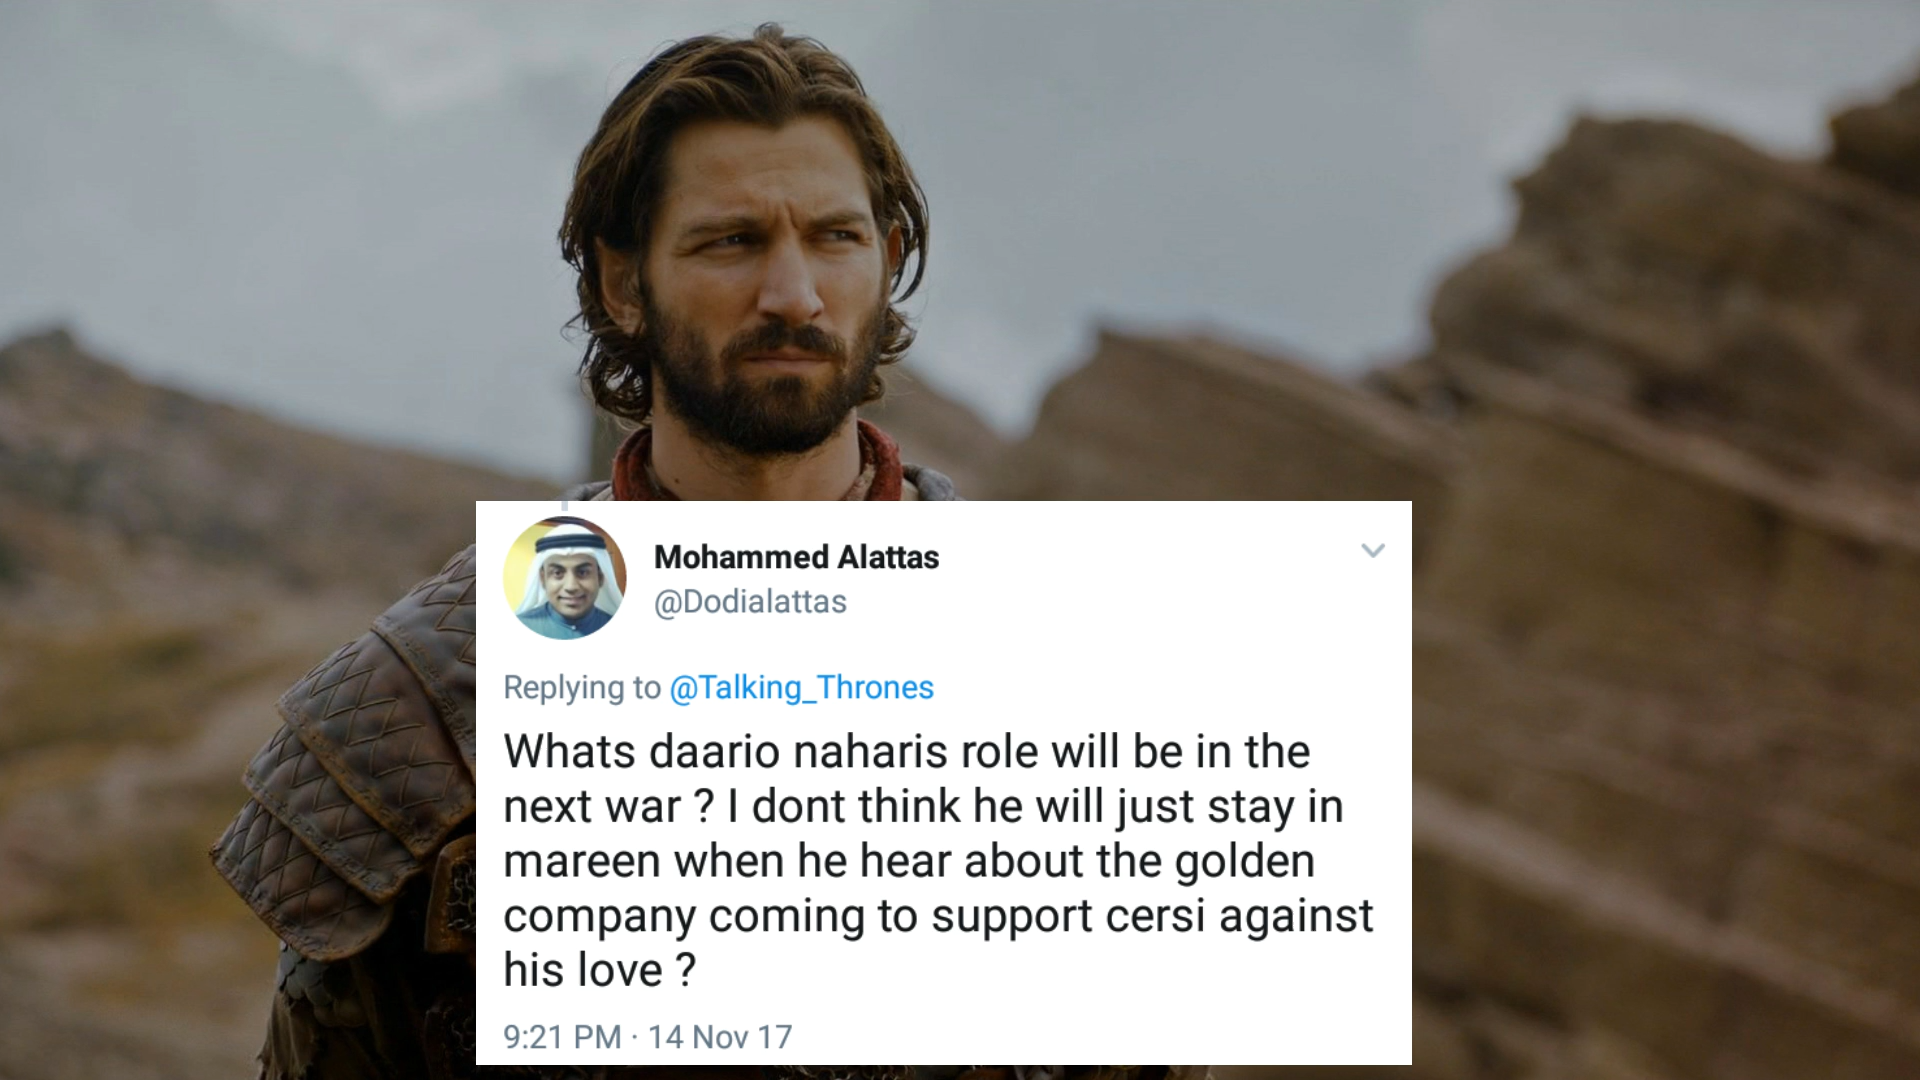 Mohammed Alattas
@Dodialattas
Replying to @Talking_Thrones
Whats daario naharis role will be in the
next war ? I dont think he will just stay in
mareen when he hear about the golden
company coming to support cersi against
his love ?
9:21 PM · 14 Nov 17